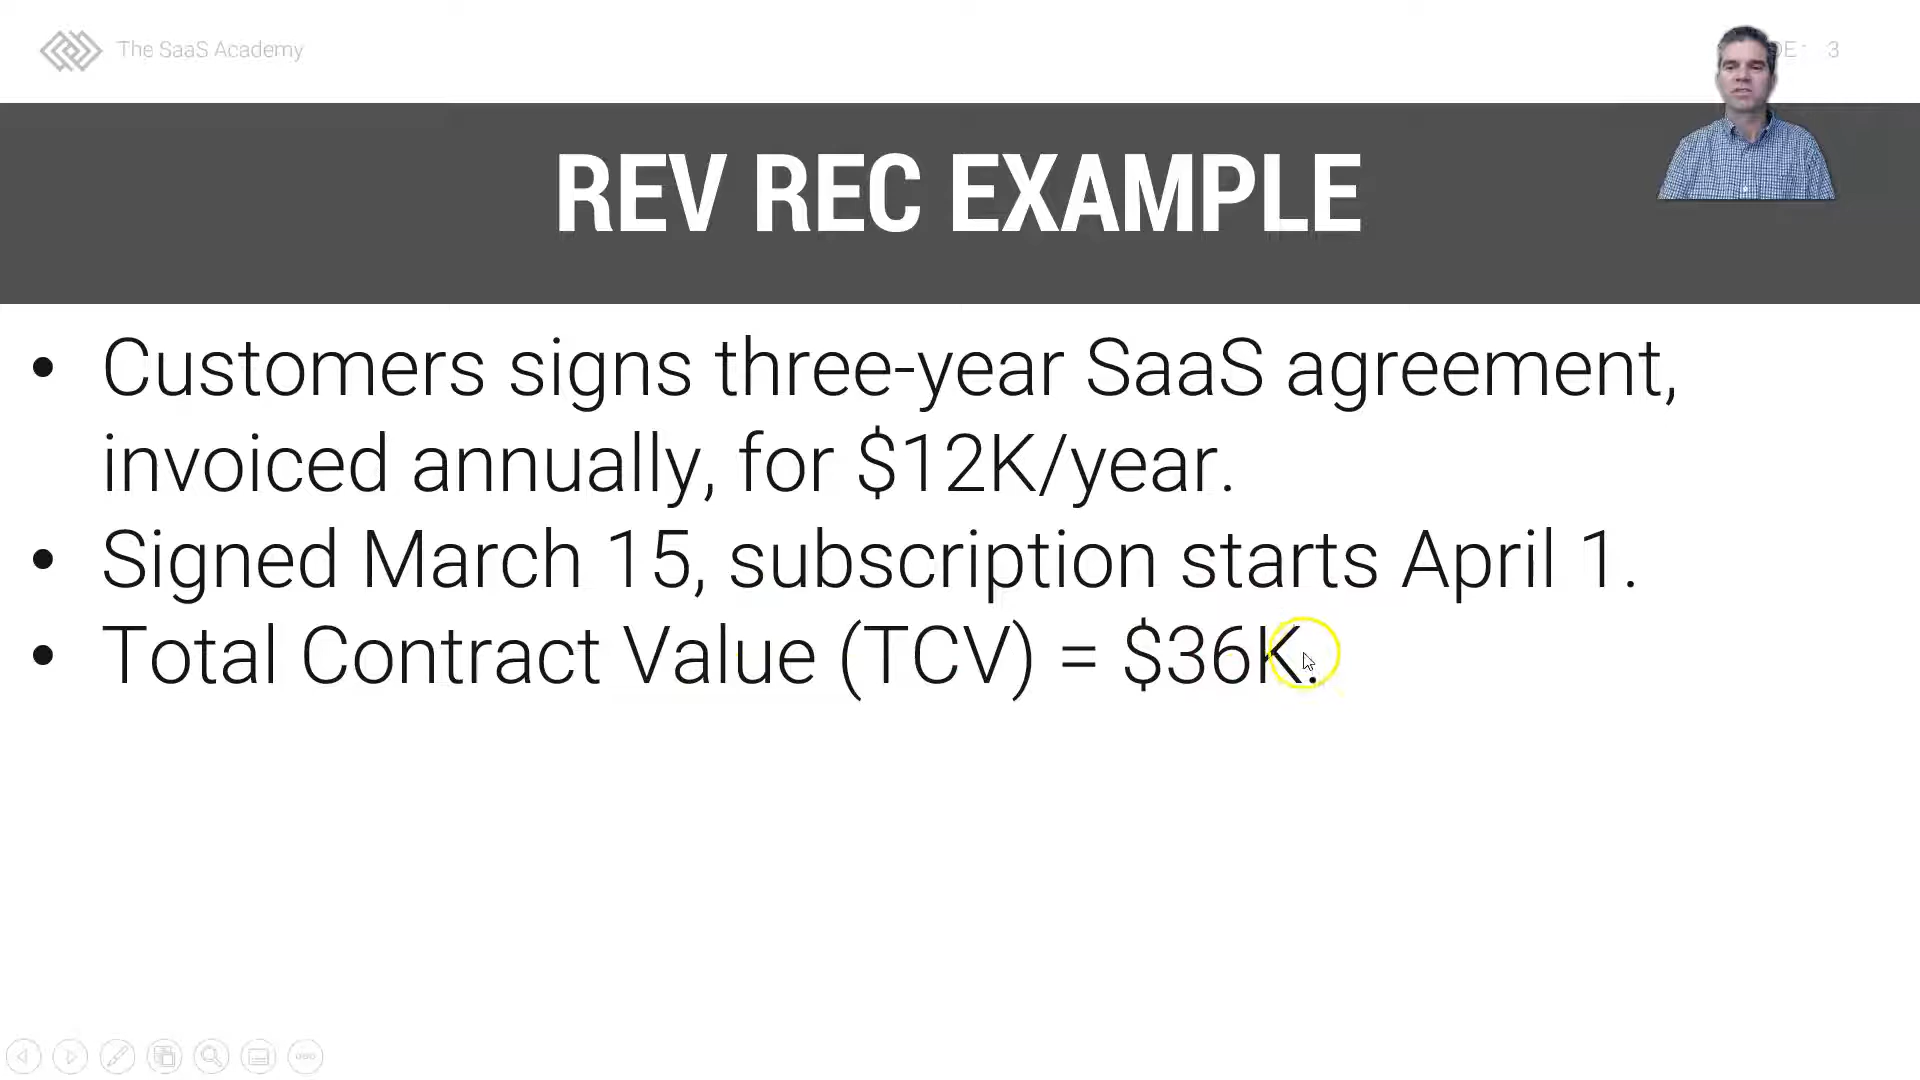 The SaaS Academy
3
REV REC EXAMPLE
• Customers signs three-year SaaS agreement,
invoiced annually, for $12K/year.
• Signed March 15, subscription starts April 1.
• Total Contract Value (TCV) = $36K.